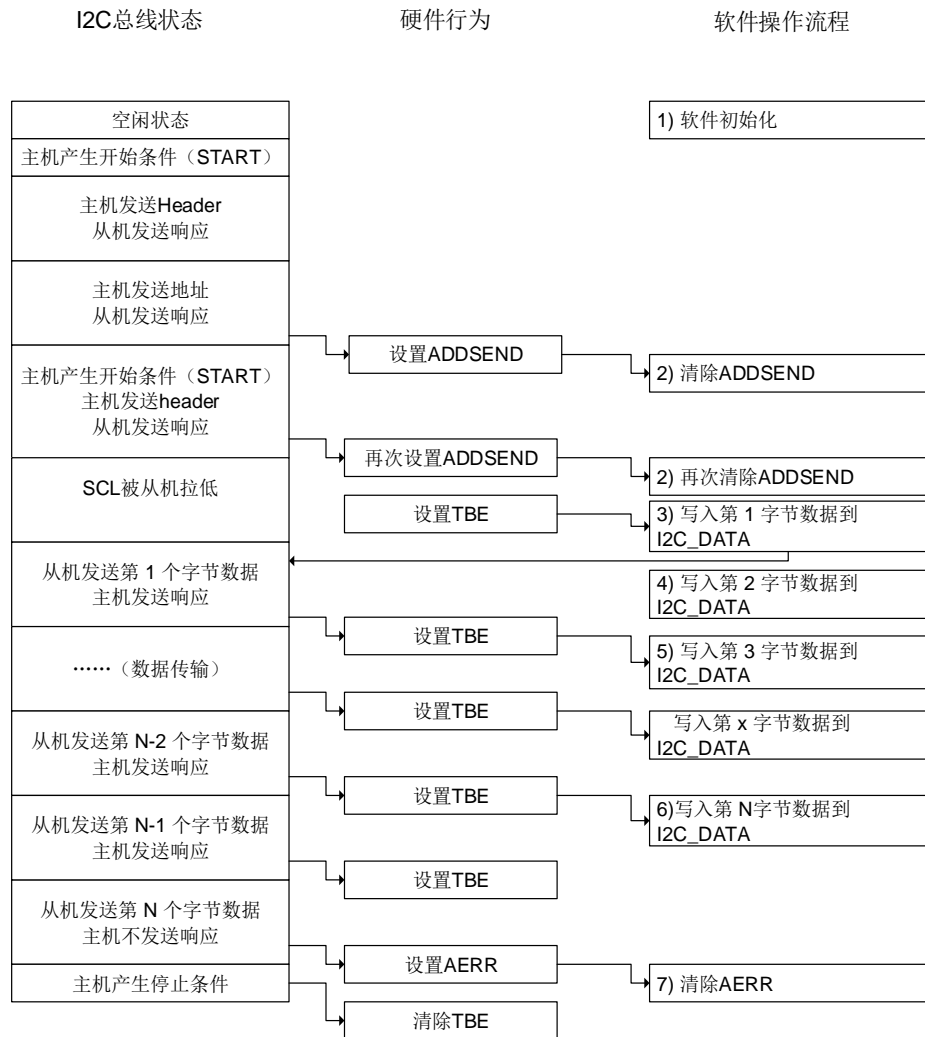 I2C总线状态
硬件行为
软件操作流程
空闲状态
1) 软件初始化
主机产生开始条件（START）
主机发送Header
从机发送响应
主机发送地址
从机发送响应
设置ADDSEND
2) 清除ADDSEND
主机产生开始条件（START）
主机发送header
从机发送响应
再次设置ADDSEND
2) 再次清除ADDSEND
SCL被从机拉低
设置TBE
3) 写入第 1 字节数据到
I2C_DATA
从机发送第 1 个字节数据
主机发送响应
4) 写入第 2 字节数据到
I2C_DATA
设置TBE
5) 写入第 3 字节数据到
I2C_DATA
……（数据传输）
设置TBE
写入第 x 字节数据到
I2C_DATA
从机发送第 N-2 个字节数据
主机发送响应
设置TBE
6)写入第 N字节数据到
I2C_DATA
从机发送第 N-1 个字节数据
主机发送响应
设置TBE
从机发送第 N 个字节数据
主机不发送响应
设置AERR
7) 清除AERR
主机产生停止条件
清除TBE